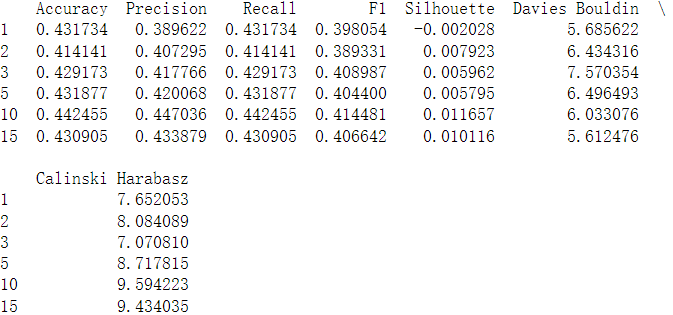 Accuracy Precision Recall F1 Silhouette Davies Bouldin \
1 0.431734 0.389622 0.431734 0.398054 -0.002028 5.685622
2 0.414141 0.407295 0.414141 0.389331 0.007923 6.434316
3 0.429173 0.417766 0.429173 0.408987 0.005962 7.570354
5 0.431877 0.420068 0.431877 0.404400 0.005795 6.496493
10 0.442455 0.447036 0.442455 0.414481 0.011657 6.033076
15 0.430905 0.433879 0.430905 0.406642 0.010116 5.612476
Calinski Harabasz
1 7.652053
2 8.084089
3 7.070810
5 8.717815
10 9.594223
15 9.434035